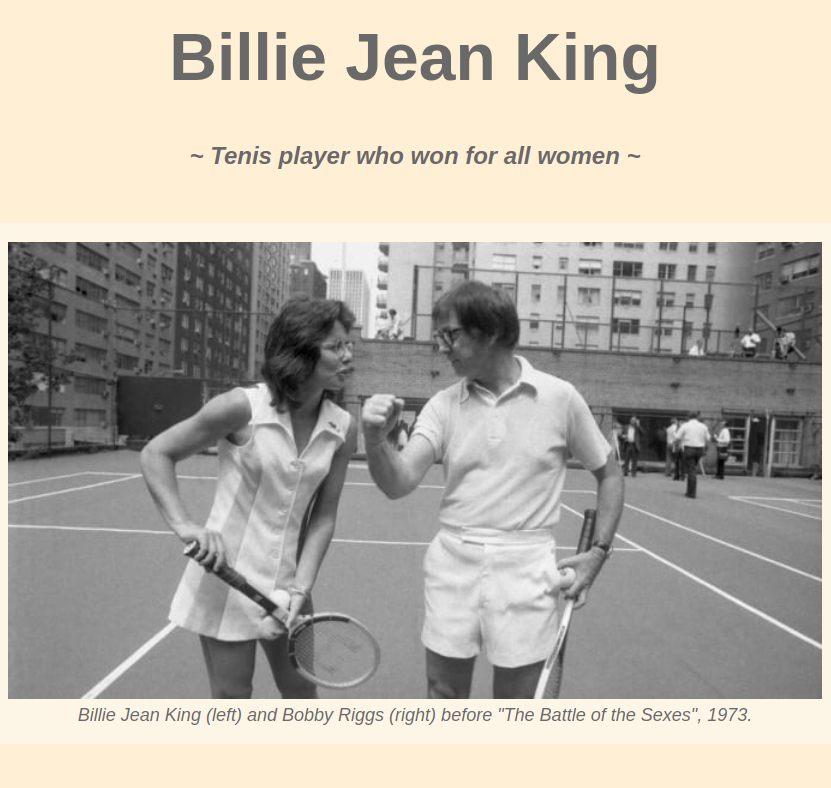 Billie Jean King
~ Tenis player who won for all women ~
Billie Jean King (left) and Bobby Riggs (right) before "The Battle of the Sexes", 1973.